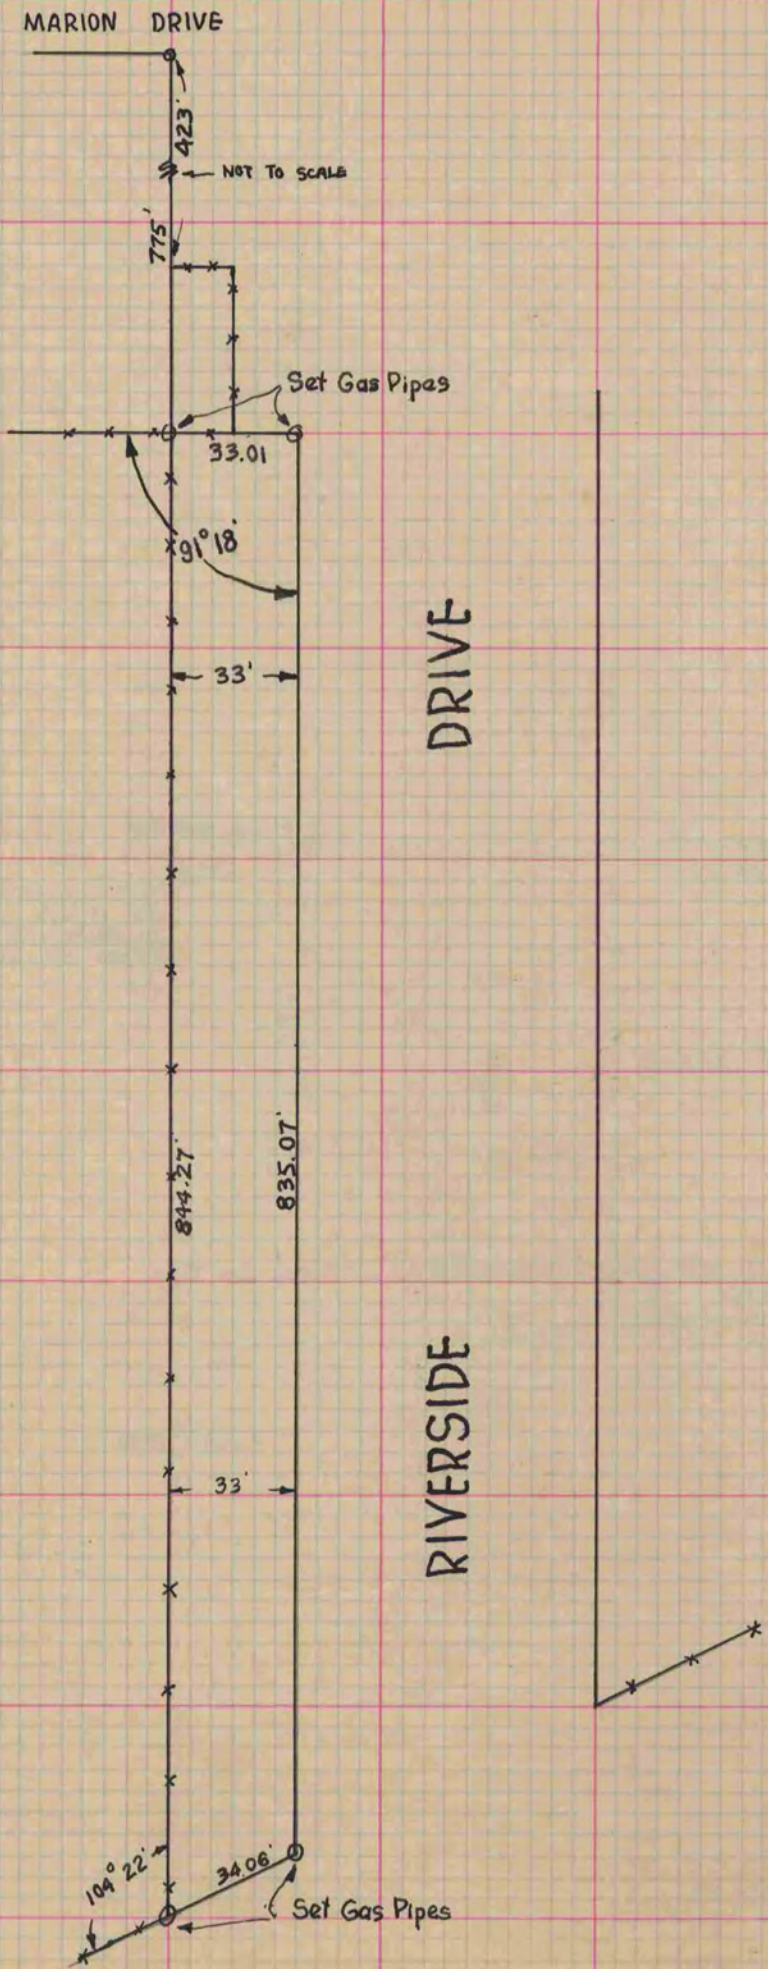 MARION DRIVE
423'
NOT TO SCALE
775'
Set Gas Pipes
33.01
91°18'
33'
DRIVE
844.27'
835.07'
RIVERSIDE
33'
104°22'
34.06'
Set Gas Pipes